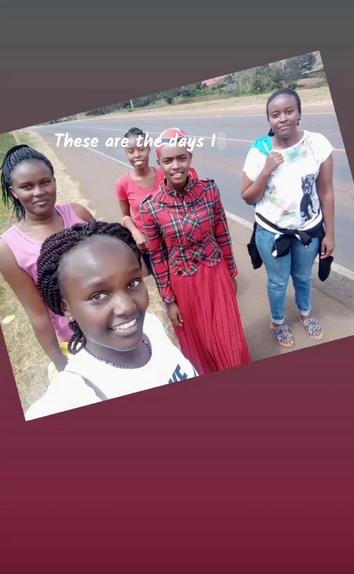 These are the days I